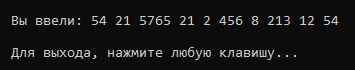 Вы ввели: 54 21 5765 21 2 456 8 213 12 54
Для выхода, нажмите любую клавишу...